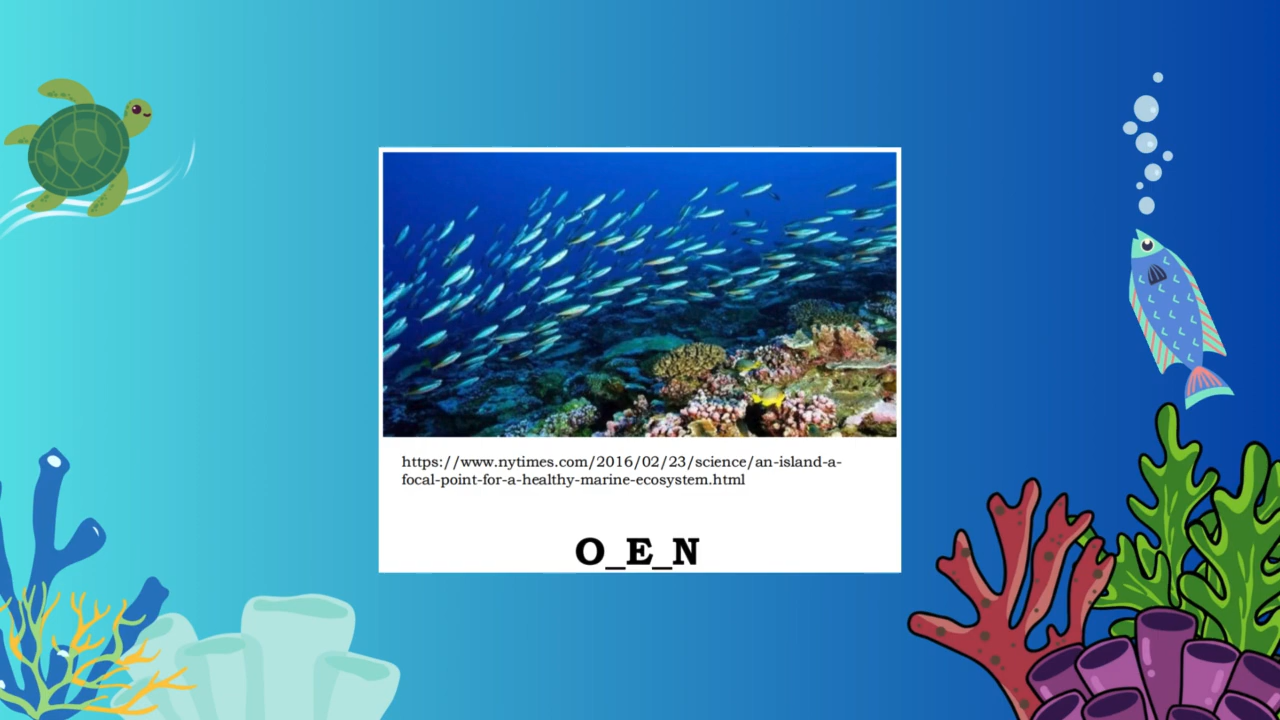 https://www.nytimes.com/2016/02/23/science/an-island-a-
focal-point-for-a-healthy-marine-ecosystem.html
O_E_N